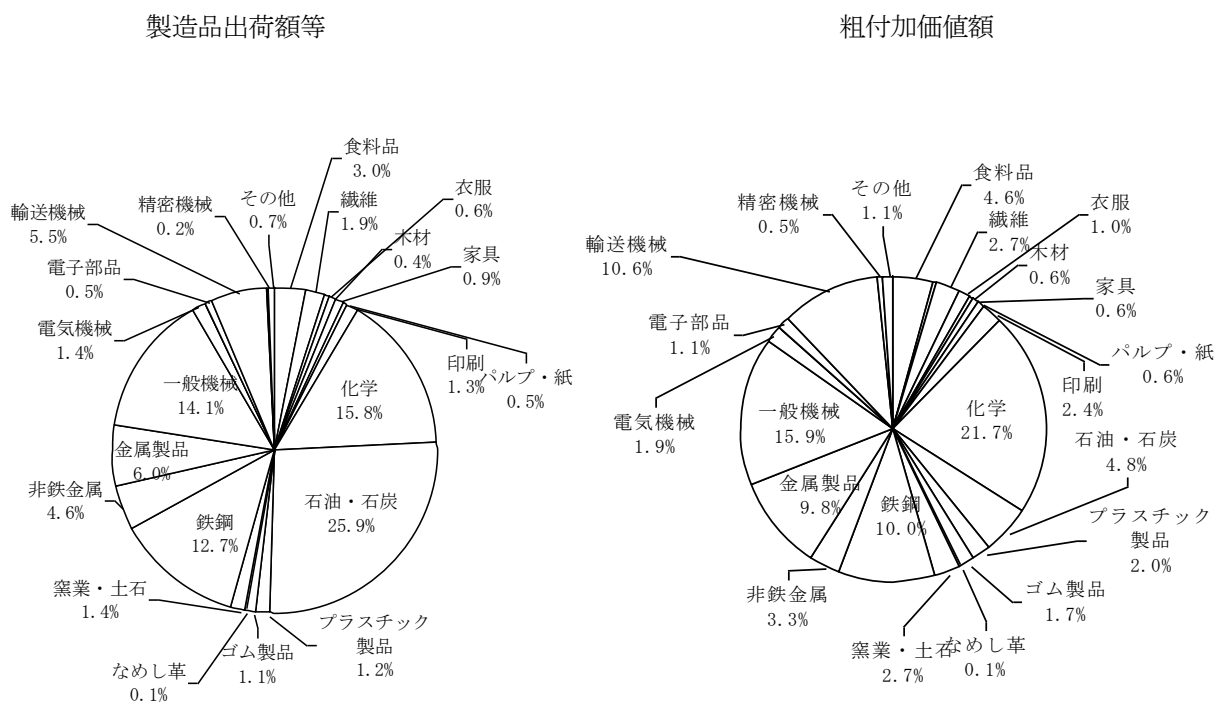 製造品出荷額等
食料品
3.0%
繊維
1.9%
衣服
0.6%
木材
0.4%
家具
0.9%
パルプ・紙
0.5%
印刷
1.3%
化学
15.8%
石油・石炭
25.9%
プラスチック
製品
1.2%
ゴム製品
1.1%
なめし革
0.1%
窯業・土石
1.4%
鉄鋼
12.7%
非鉄金属
4.6%
金属製品
6.0%
一般機械
14.1%
電気機械
1.4%
電子部品
0.5%
輸送機械
5.5%
精密機械
0.2%
その他
0.7%
粗付加価値額
食料品
4.6%
繊維
2.7%
衣服
1.0%
木材
0.6%
家具
0.6%
パルプ・紙
0.6%
印刷
2.4%
化学
21.7%
石油・石炭
4.8%
プラスチック
製品
2.0%
ゴム製品
1.7%
なめし革
0.1%
窯業・土石
2.7%
鉄鋼
10.0%
非鉄金属
3.3%
金属製品
9.8%
一般機械
15.9%
電気機械
1.9%
電子部品
1.1%
輸送機械
10.6%
精密機械
0.5%
その他
1.1%